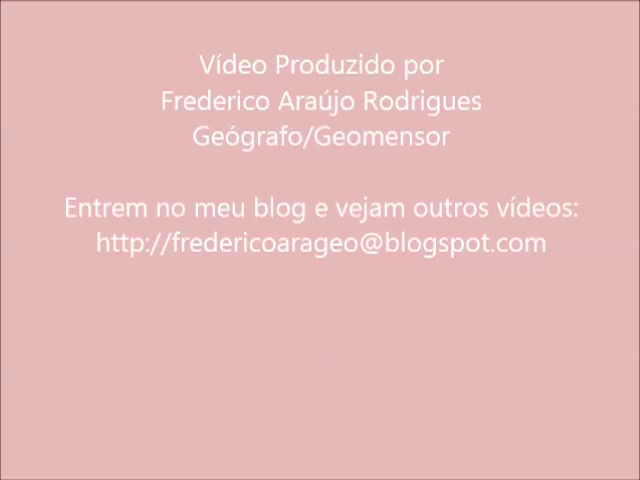 Vídeo Produzido por
Frederico Araújo Rodrigues
Geógrafo/Geomensor
Entrem no meu blog e vejam outros vídeos:
http://fredericoarageo@blogspot.com